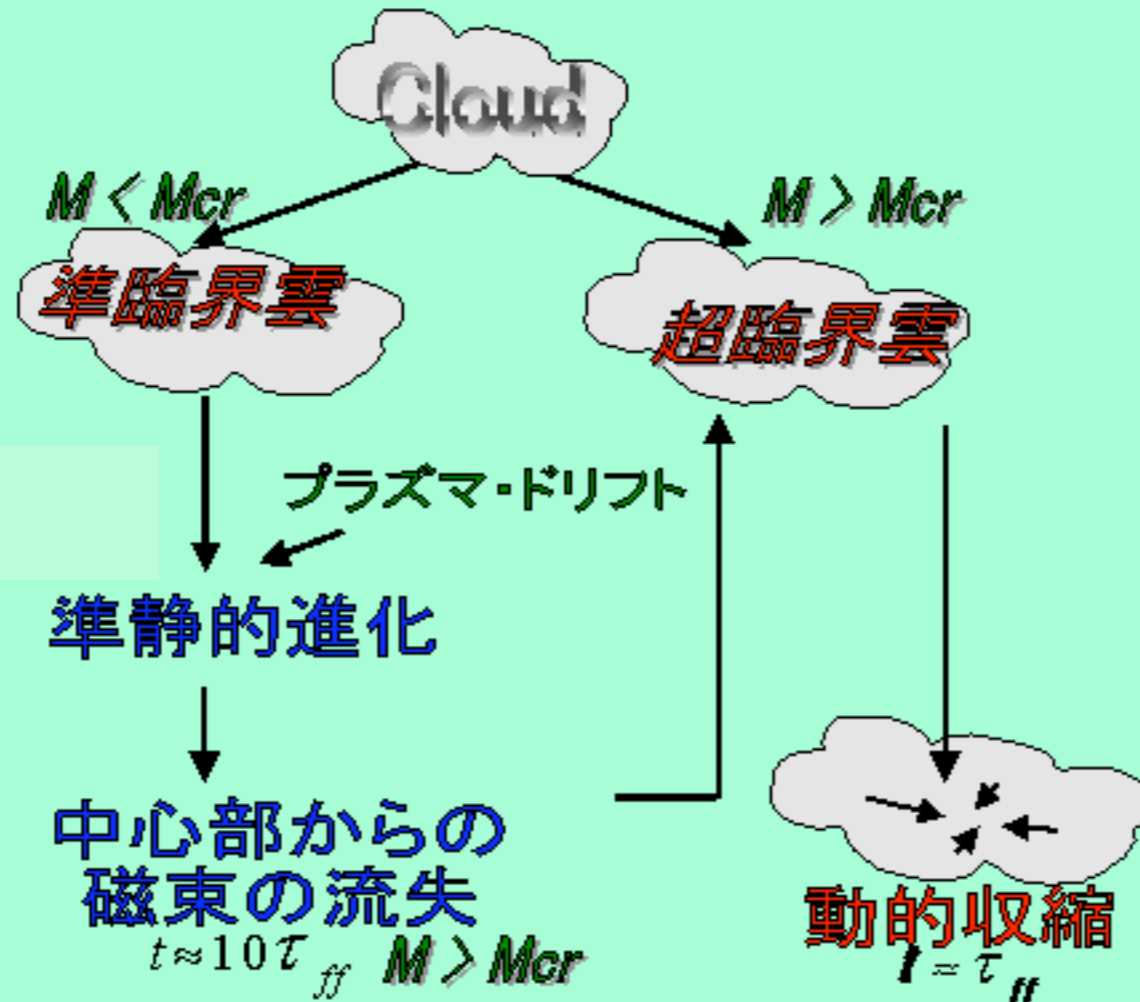 Cloud
M < Mcr
M > Mcr
準臨界雲
超臨界雲
プラズマ・ドリフト
準静的進化
中心部からの
磁束の流失
t≈10τff M > Mcr
動的収縮
t=τff